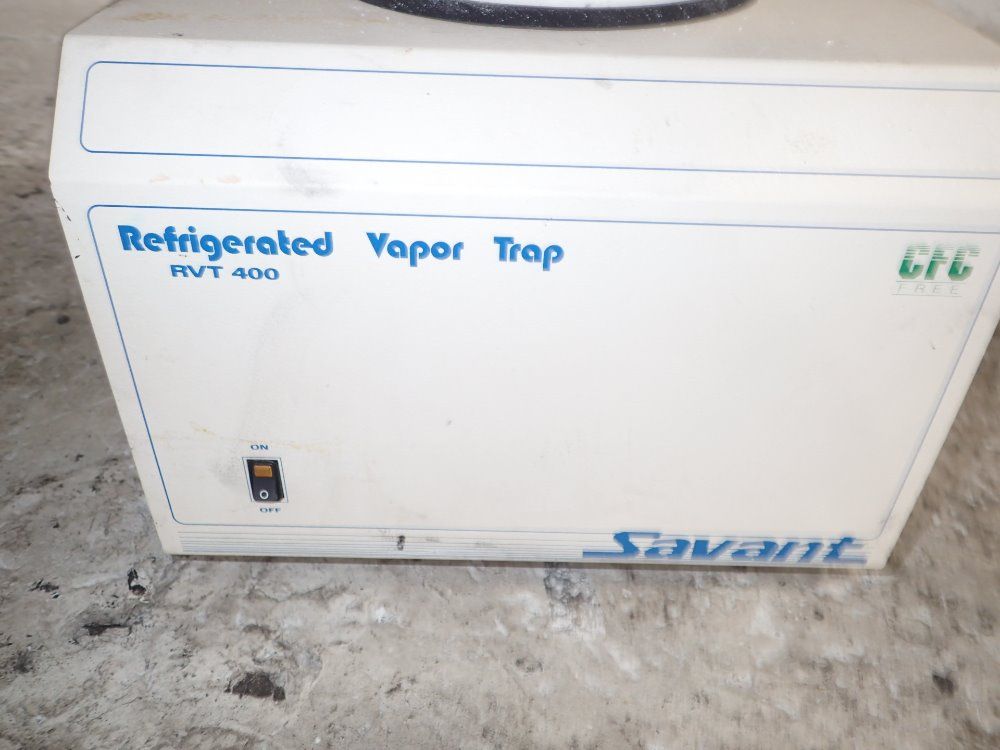 Refrigerated Vapor Trap
RVT 400
CFC
FREE
ON
O
OFF
Savant